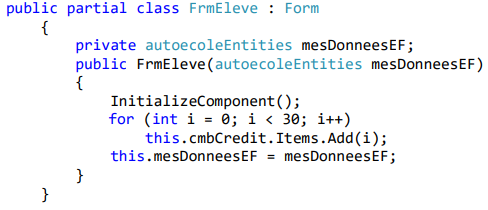 public partial class FrmEleve : Form
{
private autoecoleEntities mesDonneesEF;
public FrmEleve(autoecoleEntities mesDonneesEF)
{
InitializeComponent();
for (int i = 0; i < 30; i++)
this.cmbCredit.Items.Add(i);
this.mesDonneesEF = mesDonneesEF;
}
}